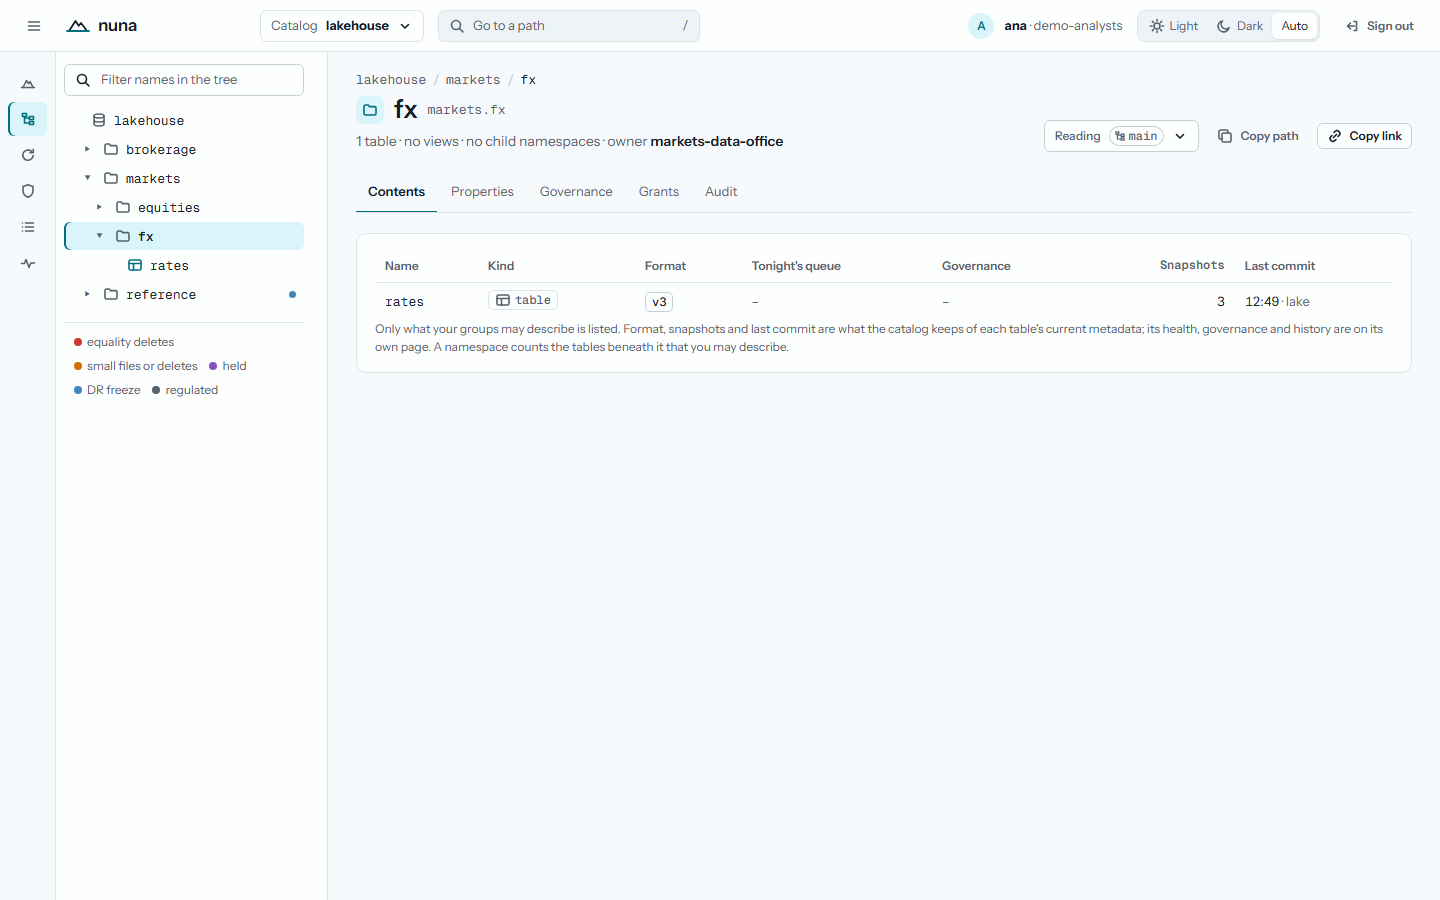 nuna
Catalog lakehouse
Go to a path /
A ana · demo-analysts
Light Dark Auto
Sign out
Filter names in the tree
lakehouse
brokerage
markets
equities
fx
rates
reference
equality deletes
small files or deletes held
DR freeze regulated
lakehouse / markets / fx
fx markets.fx
1 table · no views · no child namespaces · owner markets-data-office
Reading main
Copy path
Copy link
Contents Properties Governance Grants Audit
Name Kind Format Tonight's queue Governance Snapshots Last commit
rates table v3 – – 3 12:49 · lake
Only what your groups may describe is listed. Format, snapshots and last commit are what the catalog keeps of each table's current metadata; its health, governance and history are on its
own page. A namespace counts the tables beneath it that you may describe.